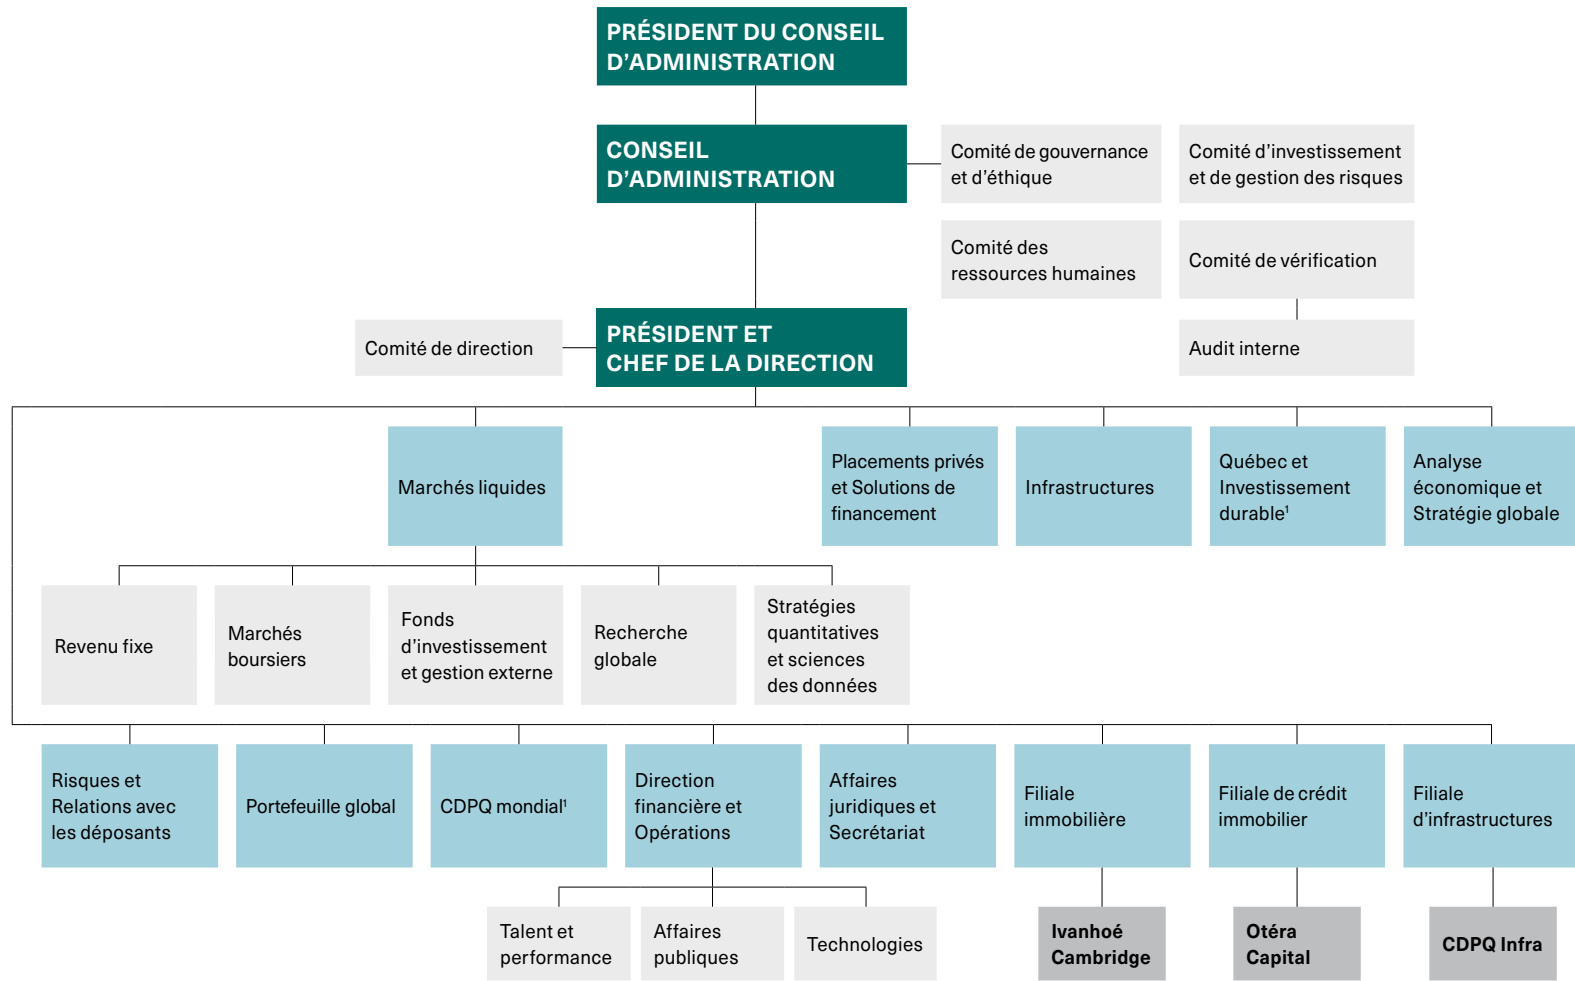 PRÉSIDENT DU CONSEIL
D’ADMINISTRATION
CONSEIL
D’ADMINISTRATION
Comité de gouvernance
et d’éthique
Comité d’investissement
et de gestion des risques
Comité des
ressources humaines
Comité de vérification
Comité de direction
PRÉSIDENT ET
CHEF DE LA DIRECTION
Audit interne
Marchés liquides
Placements privés
et Solutions de
financement
Infrastructures
Québec et
Investissement
durable¹
Analyse
économique et
Stratégie globale
Revenu fixe
Marchés
boursiers
Fonds
d’investissement
et gestion externe
Recherche
globale
Stratégies
quantitatives
et sciences
des données
Risques et
Relations avec
les déposants
Portefeuille global
CDPQ mondial¹
Direction
financière et
Opérations
Affaires
juridiques et
Secrétariat
Filiale
immobilière
Filiale de crédit
immobilier
Filiale
d’infrastructures
Talent et
performance
Affaires
publiques
Technologies
Ivanhoé
Cambridge
Otéra
Capital
CDPQ Infra